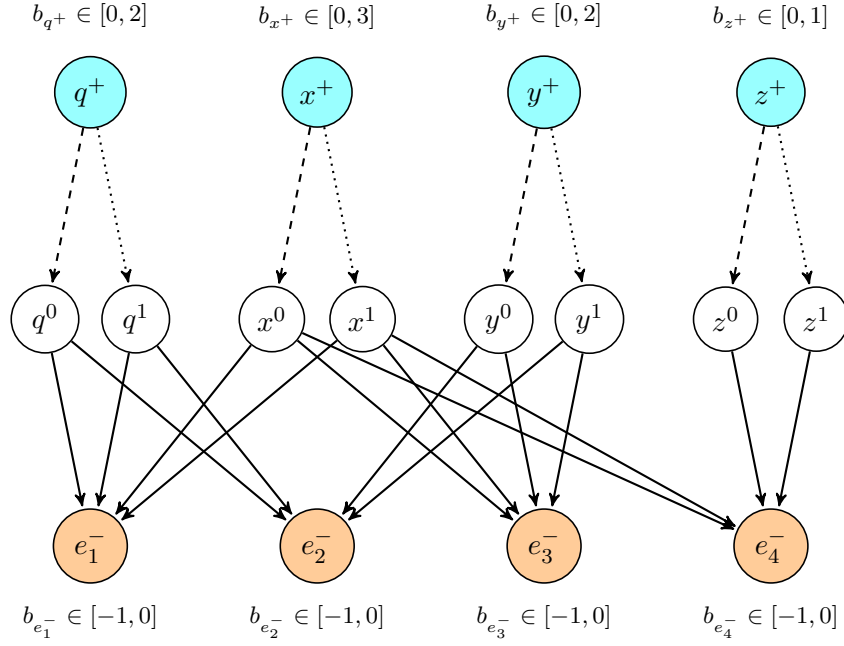 b_{q^+} ∈ [0, 2] b_{x^+} ∈ [0, 3] b_{y^+} ∈ [0, 2] b_{z^+} ∈ [0, 1]
q^+ x^+ y^+ z^+
q^0 q^1 x^0 x^1 y^0 y^1 z^0 z^1
e_1^- e_2^- e_3^- e_4^-
b_{e_1^-} ∈ [−1, 0] b_{e_2^-} ∈ [−1, 0] b_{e_3^-} ∈ [−1, 0] b_{e_4^-} ∈ [−1, 0]